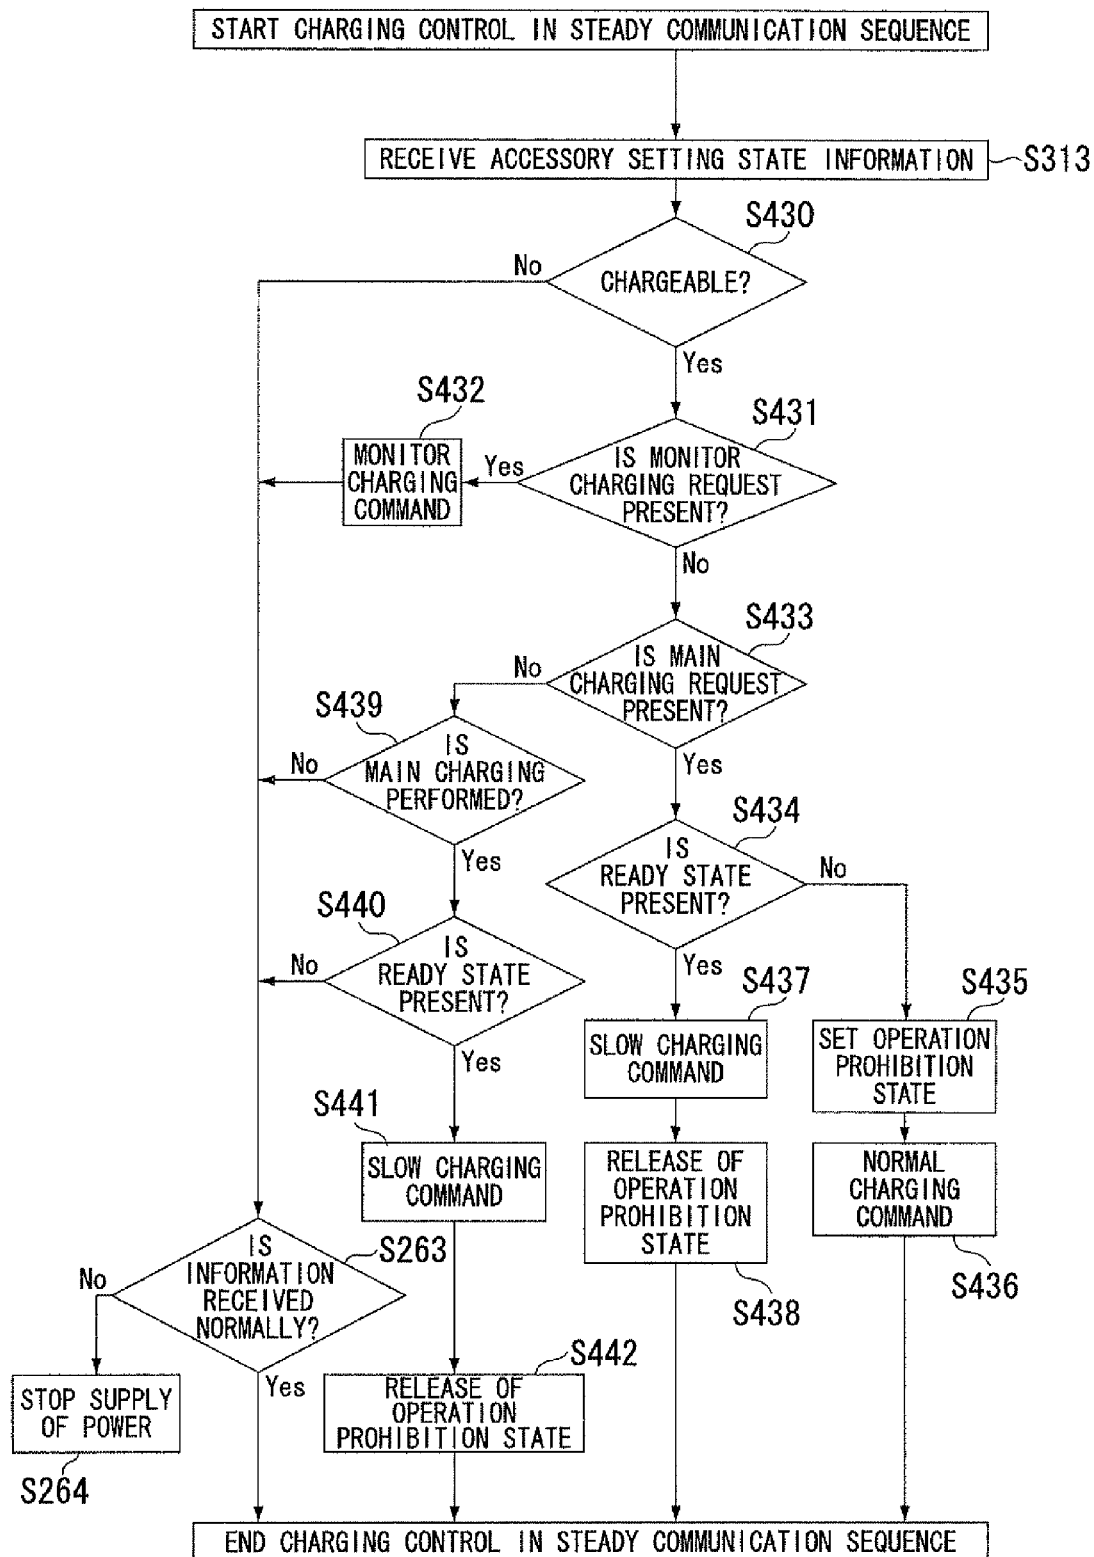 START CHARGING CONTROL IN STEADY COMMUNICATION SEQUENCE
RECEIVE ACCESSORY SETTING STATE INFORMATION
S313
S430
No
CHARGEABLE?
Yes
S432
S431
MONITOR
CHARGING
COMMAND
Yes
IS MONITOR
CHARGING REQUEST
PRESENT?
No
S433
No
IS MAIN
CHARGING REQUEST
PRESENT?
S439
No
IS
MAIN CHARGING
PERFORMED?
Yes
Yes
S434
IS
READY STATE
PRESENT?
No
S440
No
IS
READY STATE
PRESENT?
Yes
Yes
S437
S435
SLOW CHARGING
COMMAND
SET OPERATION
PROHIBITION
STATE
S441
SLOW CHARGING
COMMAND
RELEASE OF
OPERATION
PROHIBITION
STATE
NORMAL
CHARGING
COMMAND
S438
S436
No
IS
INFORMATION
RECEIVED
NORMALLY?
S263
Yes
S442
STOP SUPPLY
OF POWER
S264
RELEASE OF
OPERATION
PROHIBITION STATE
END CHARGING CONTROL IN STEADY COMMUNICATION SEQUENCE